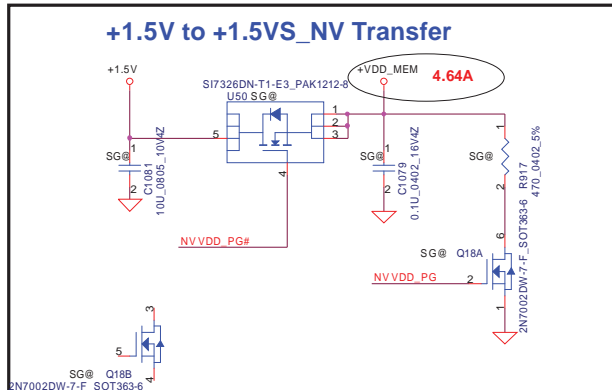 +1.5V to +1.5VS_NV Transfer
+1.5V
SI7326DN-T1-E3_PAK1212-8
U50 SG@
+VDD_MEM
4.64A
1
2
3
5
4
SG@
1
2
C1081
10U_0805_10V4Z
SG@
1
2
C1079
0.1U_0402_16V4Z
1
SG@
2
R917
470_0402_5%
NVVDD_PG#
SG@ Q18A
6
NVVDD_PG
2
1
2N7002DW-7-F_SOT363-6
3
5
SG@ Q18B
4
2N7002DW-7-F_SOT363-6